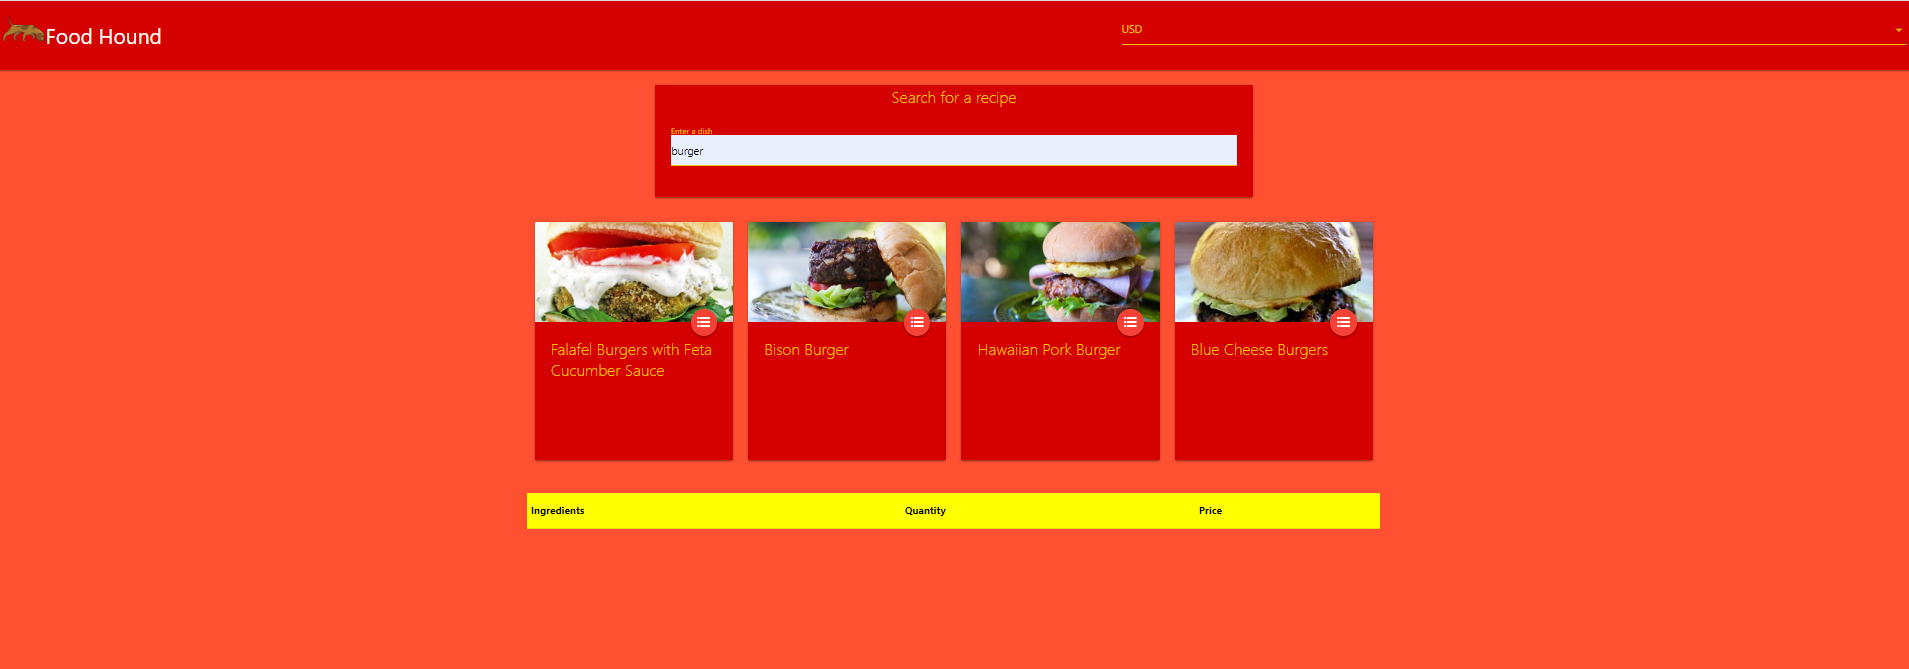 Food Hound
USD
Search for a recipe
Enter a dish
burger
Falafel Burgers with Feta
Cucumber Sauce
Bison Burger
Hawaiian Pork Burger
Blue Cheese Burgers
Ingredients Quantity Price